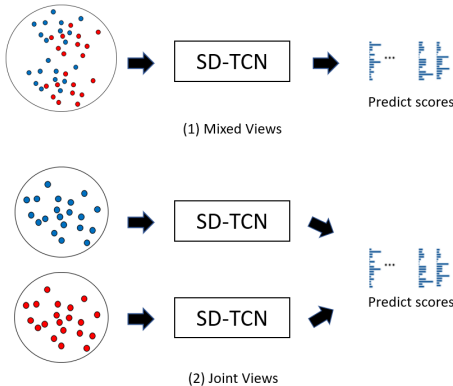 SD-TCN
...
Predict scores
(1) Mixed Views
SD-TCN
...
Predict scores
SD-TCN
(2) Joint Views